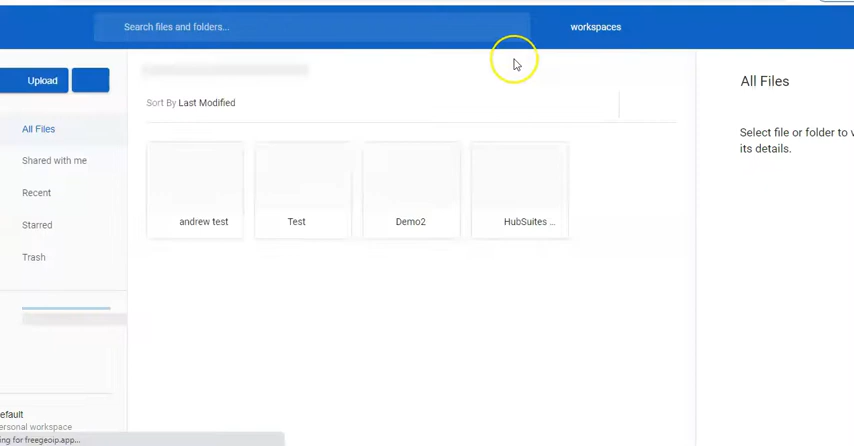 Search files and folders...
workspaces
Upload
All Files
Shared with me
Recent
Starred
Trash
Sort By Last Modified
andrew test
Test
Demo2
HubSuites ...
All Files
Select file or folder to v
its details.
efault
ersonal workspace
ing for freegeoip.app...